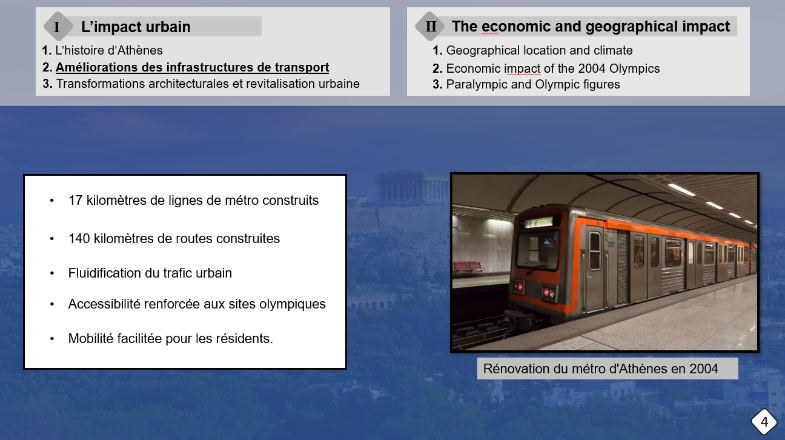 I L'impact urbain
1. L'histoire d'Athènes
2. Améliorations des infrastructures de transport
3. Transformations architecturales et revitalisation urbaine
II The economic and geographical impact
1. Geographical location and climate
2. Economic impact of the 2004 Olympics
3. Paralympic and Olympic figures
• 17 kilomètres de lignes de métro construits
• 140 kilomètres de routes construites
• Fluidification du trafic urbain
• Accessibilité renforcée aux sites olympiques
• Mobilité facilitée pour les résidents.
Rénovation du métro d'Athènes en 2004
4